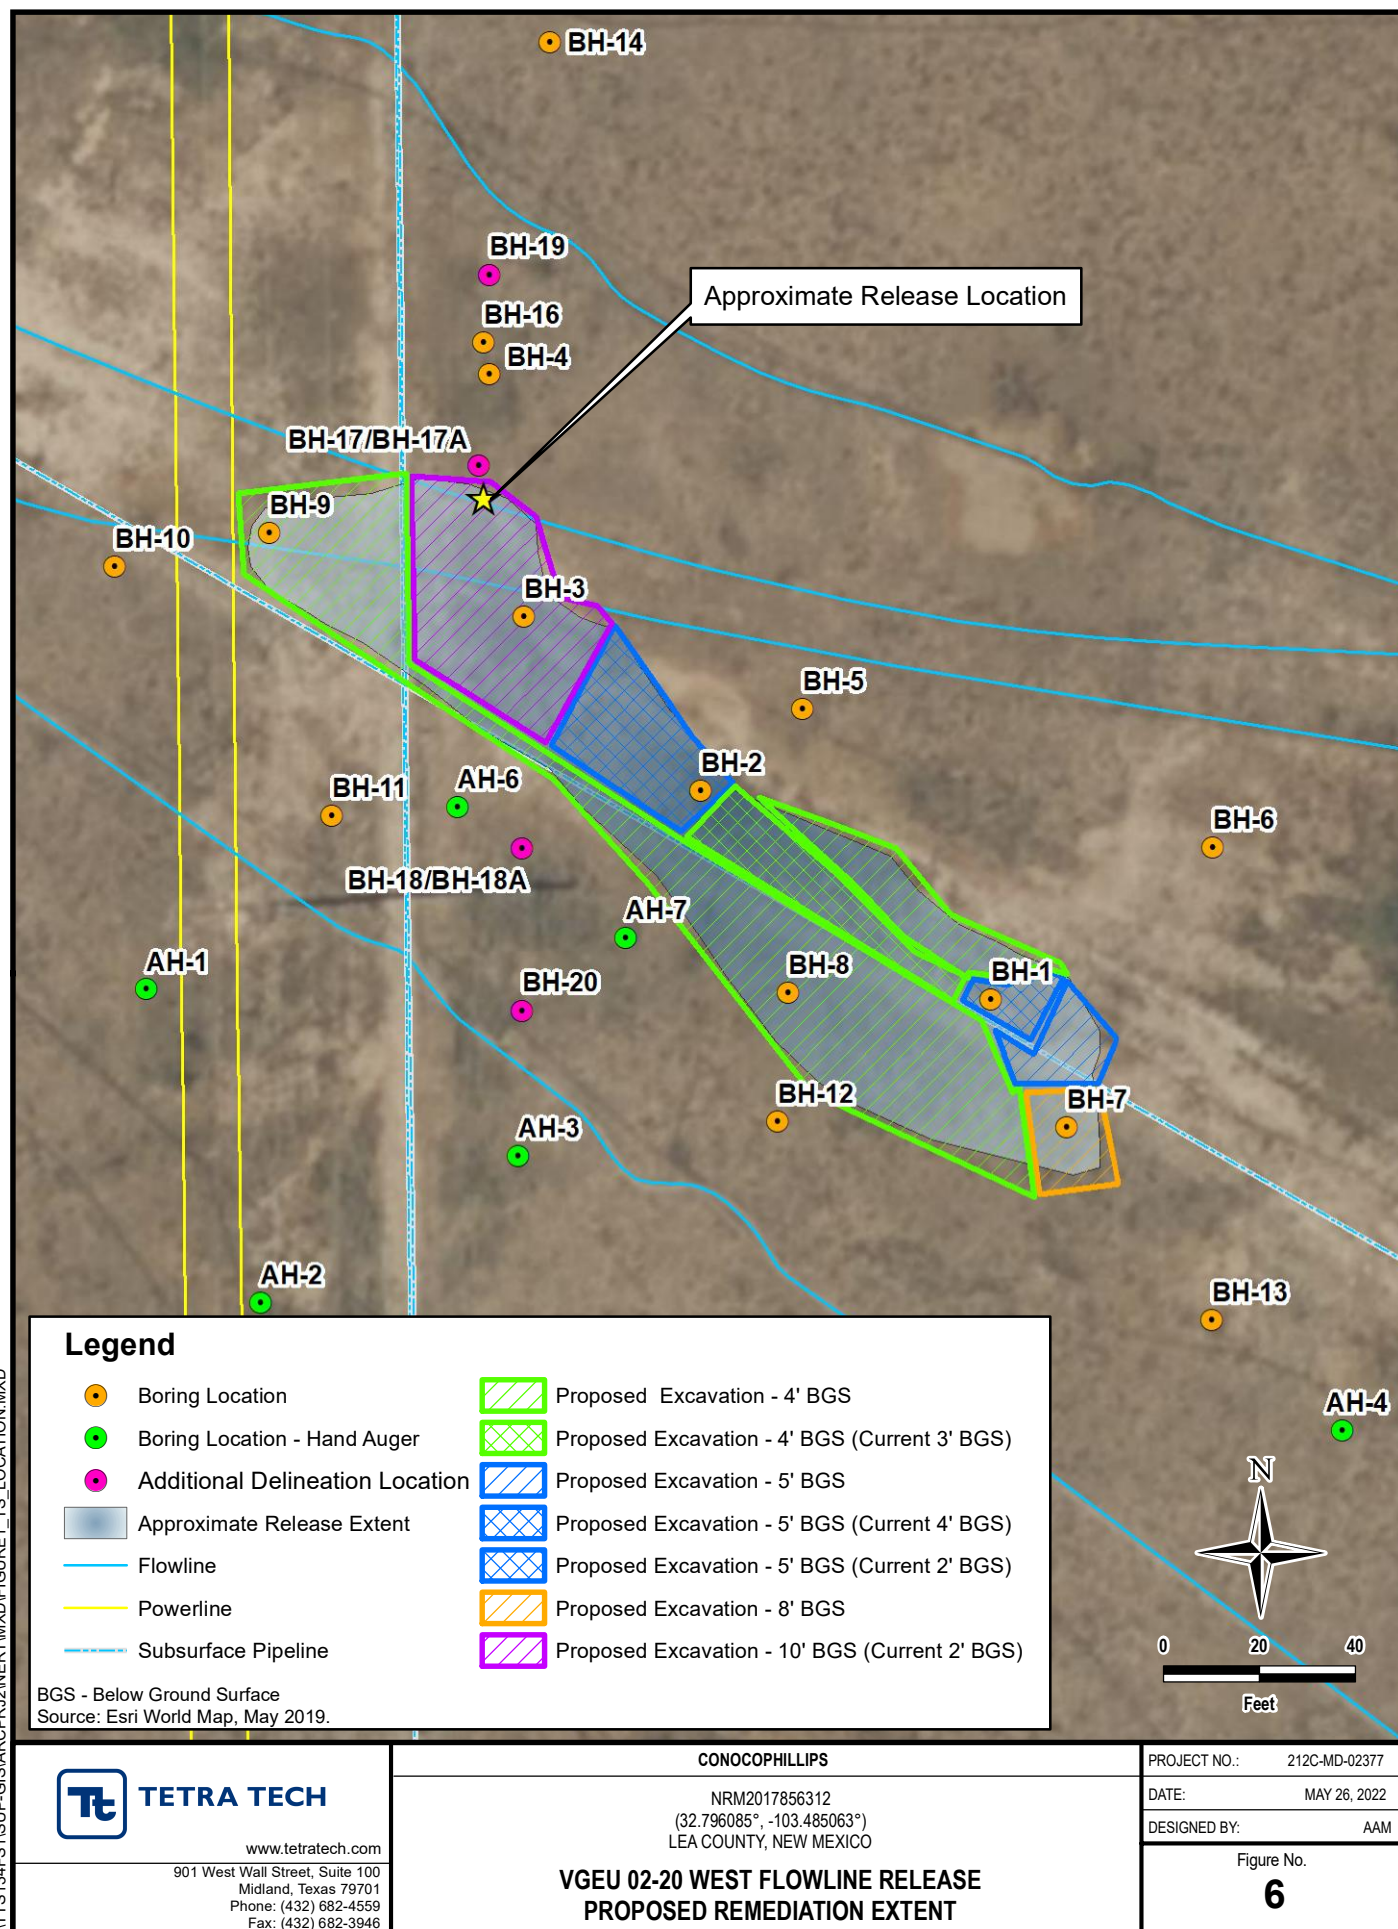 BH-14
BH-19
Approximate Release Location
BH-16
BH-4
BH-17/BH-17A
BH-9
BH-10
BH-3
BH-5
BH-2
AH-6
BH-11
BH-6
BH-18/BH-18A
AH-7
AH-1
BH-8
BH-1
BH-20
BH-12
BH-7
AH-3
AH-2
BH-13
AH-4
Legend
Boring Location
Boring Location - Hand Auger
Additional Delineation Location
Approximate Release Extent
Flowline
Powerline
Subsurface Pipeline
Proposed  Excavation - 4' BGS
Proposed Excavation - 4' BGS (Current 3' BGS)
Proposed Excavation - 5' BGS
Proposed Excavation - 5' BGS (Current 4' BGS)
Proposed Excavation - 5' BGS (Current 2' BGS)
Proposed Excavation - 8' BGS
Proposed Excavation - 10' BGS (Current 2' BGS)
BGS - Below Ground Surface
Source: Esri World Map, May 2019.
N
0 20 40
Feet
Tt TETRA TECH
www.tetratech.com
901 West Wall Street, Suite 100
Midland, Texas 79701
Phone: (432) 682-4559
Fax: (432) 682-3946
CONOCOPHILLIPS
NRM2017856312
(32.796085°, -103.485063°)
LEA COUNTY, NEW MEXICO
VGEU 02-20 WEST FLOWLINE RELEASE
PROPOSED REMEDIATION EXTENT
PROJECT NO.: 212C-MD-02377
DATE: MAY 26, 2022
DESIGNED BY: AAM
Figure No.
6